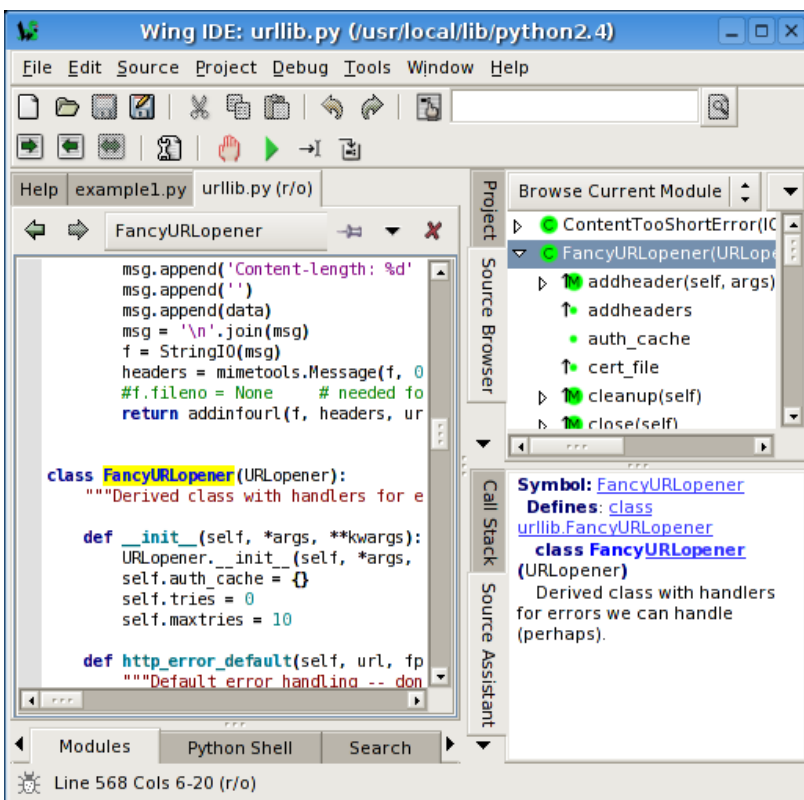 Wing IDE: urllib.py (/usr/local/lib/python2.4)
File Edit Source Project Debug Tools Window Help
Help example1.py urllib.py (r/o)
FancyURLopener
msg.append('Content-length: %d'
msg.append('')
msg.append(data)
msg = '\n'.join(msg)
f = StringIO(msg)
headers = mimetools.Message(f, 0
#f.fileno = None # needed fo
return addinfourl(f, headers, ur
class FancyURLopener(URLopener):
"""Derived class with handlers for e
def __init__(self, *args, **kwargs):
URLopener.__init__(self, *args,
self.auth_cache = {}
self.tries = 0
self.maxtries = 10
def http_error_default(self, url, fp
"""Default error handling -- don
Modules Python Shell Search
Line 568 Cols 6-20 (r/o)
Project
Source Browser
Browse Current Module
C ContentTooShortError(IO
C FancyURLopener(URLope
M addheader(self, args)
addheaders
auth_cache
cert_file
M cleanup(self)
M close(self)
Call Stack
Source Assistant
Symbol: FancyURLopener
Defines: class
urllib.FancyURLopener
class FancyURLopener
(URLopener)
Derived class with handlers
for errors we can handle
(perhaps).